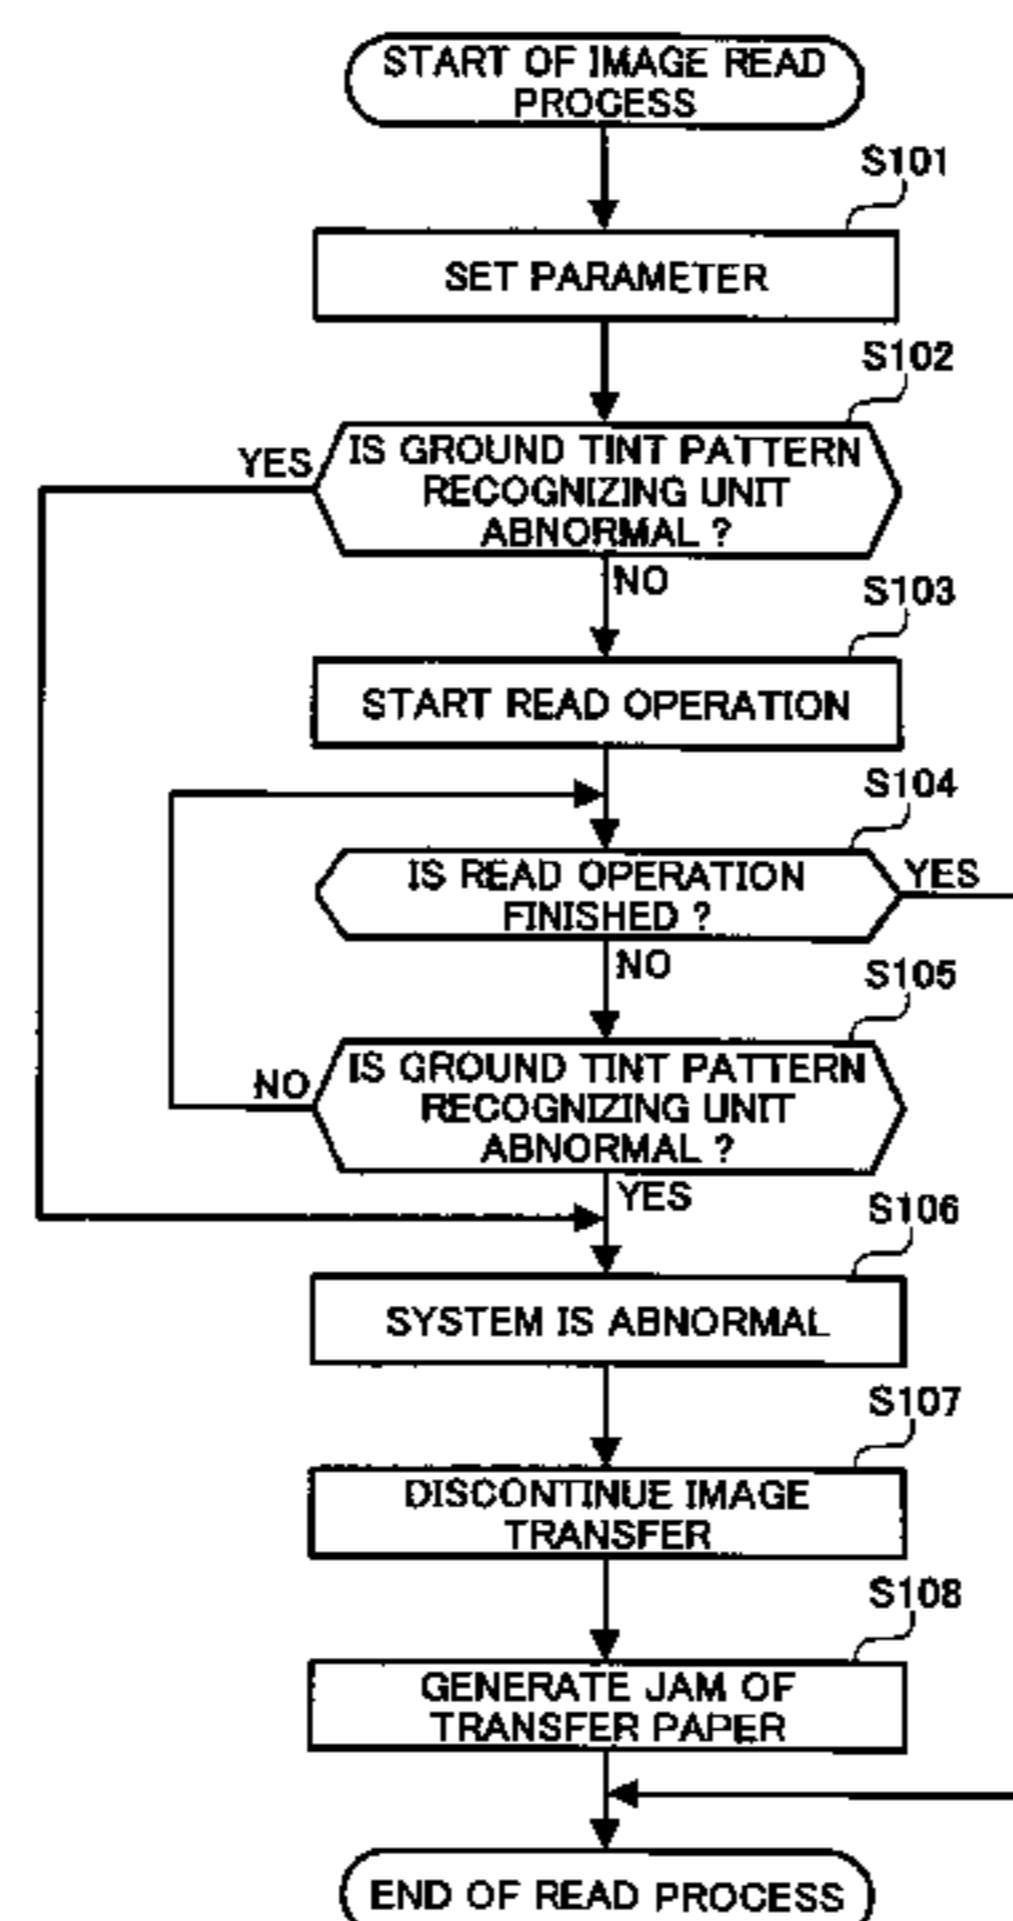 START OF IMAGE READ
PROCESS
S101
SET PARAMETER
S102
YES
IS GROUND TINT PATTERN
RECOGNIZING UNIT
ABNORMAL ?
NO
S103
START READ OPERATION
S104
IS READ OPERATION
FINISHED ?
YES
NO
S105
NO
IS GROUND TINT PATTERN
RECOGNIZING UNIT
ABNORMAL ?
YES
S106
SYSTEM IS ABNORMAL
S107
DISCONTINUE IMAGE
TRANSFER
S108
GENERATE JAM OF
TRANSFER PAPER
END OF READ PROCESS